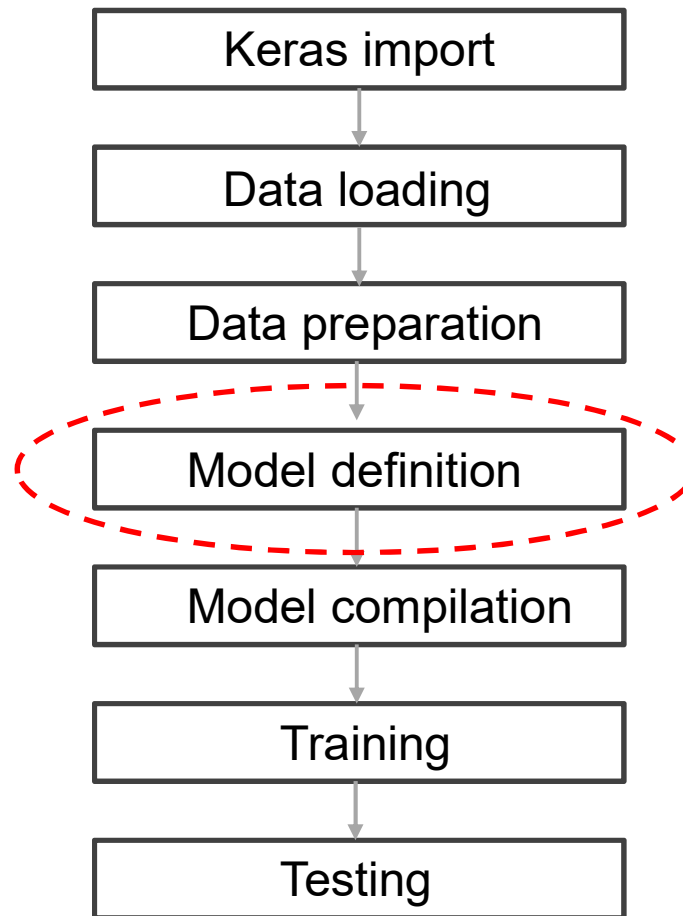 Keras import
Data loading
Data preparation
Model definition
Model compilation
Training
Testing